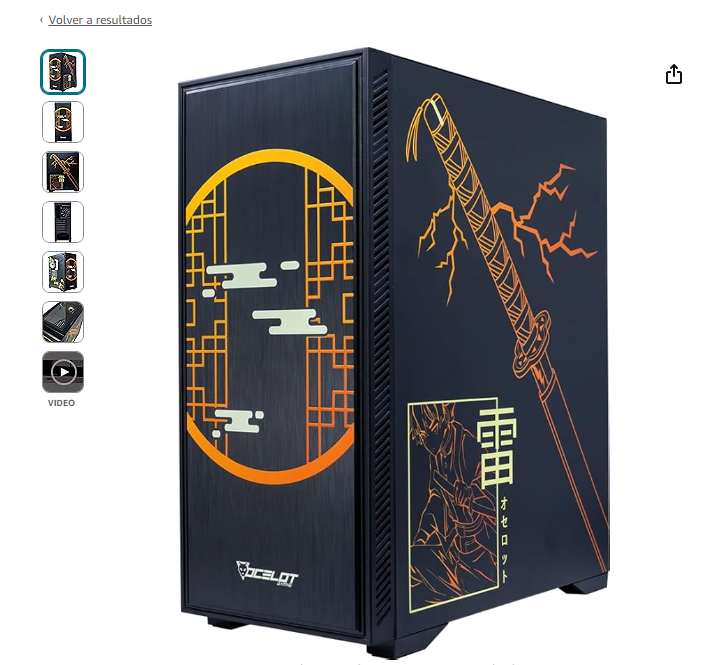 ‹ Volver a resultados
雷
オセロット
OCELOT
GAMING
VIDEO